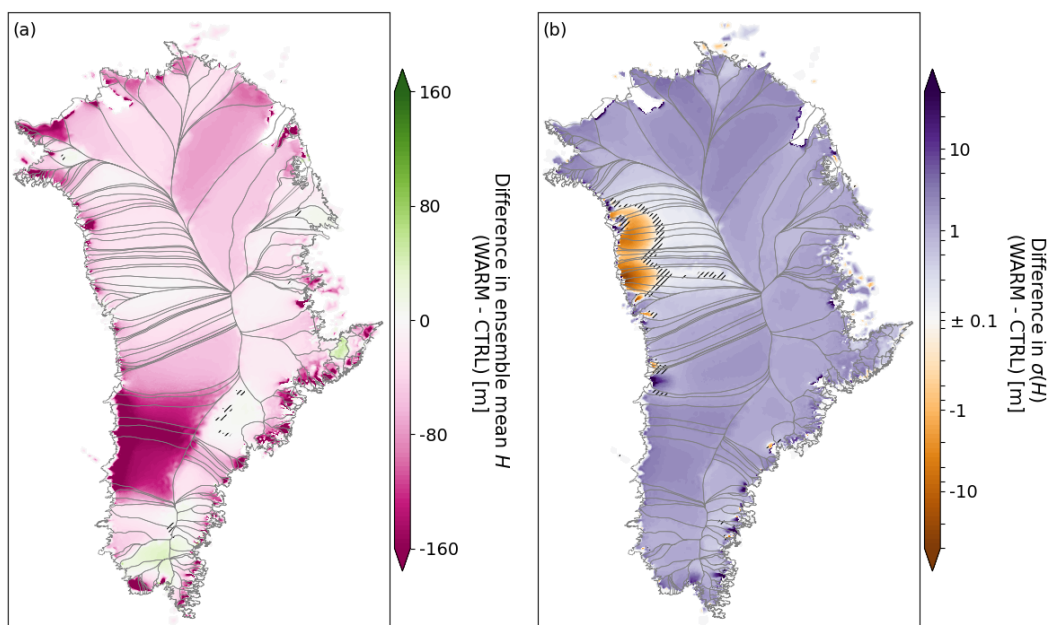 (a)
160
80
0
-80
-160
Difference in ensemble mean H
(WARM - CTRL) [m]
(b)
10
1
± 0.1
-1
-10
Difference in σ(H)
(WARM - CTRL) [m]